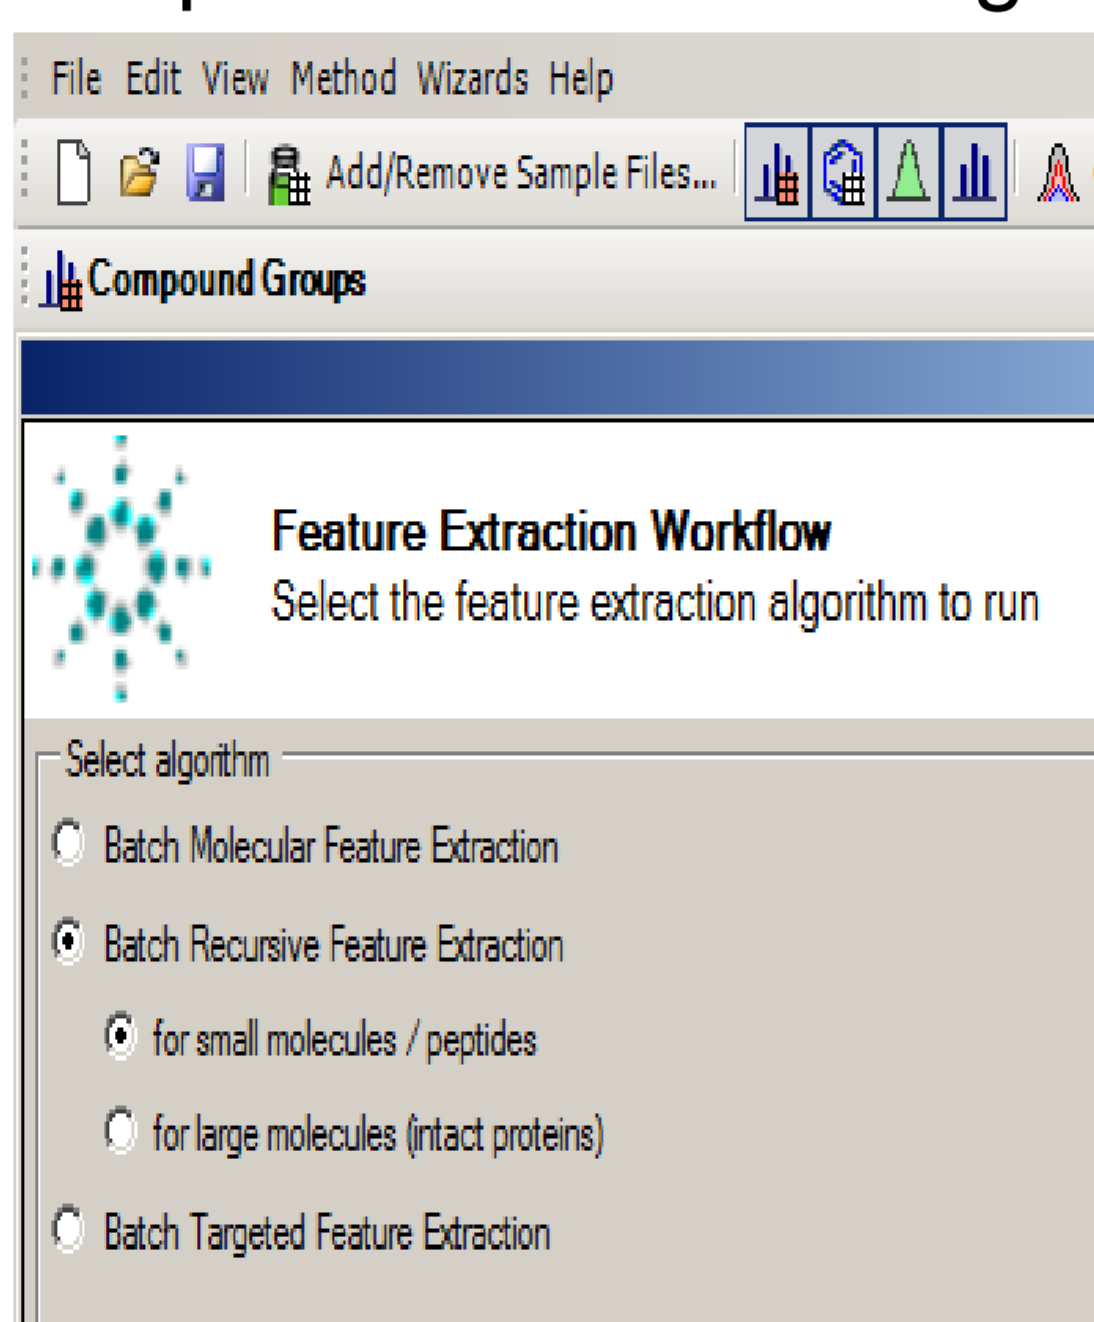 File Edit View Method Wizards Help
Add/Remove Sample Files...
Compound Groups
Feature Extraction Workflow
Select the feature extraction algorithm to run
Select algorithm
Batch Molecular Feature Extraction
Batch Recursive Feature Extraction
for small molecules / peptides
for large molecules (intact proteins)
Batch Targeted Feature Extraction